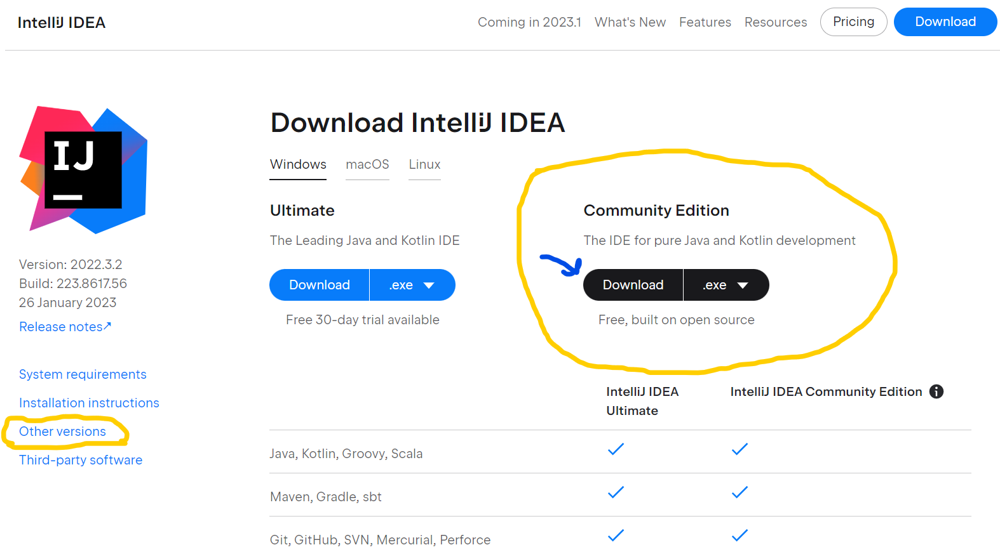 IntelliJ IDEA
Coming in 2023.1 What's New Features Resources Pricing Download
IJ
Download IntelliJ IDEA
Windows macOS Linux
Ultimate
The Leading Java and Kotlin IDE
Download .exe
Free 30-day trial available
Community Edition
The IDE for pure Java and Kotlin development
Download .exe
Free, built on open source
Version: 2022.3.2
Build: 223.8617.56
26 January 2023
Release notes↗
System requirements
Installation instructions
Other versions
Third-party software
IntelliJ IDEA
Ultimate
IntelliJ IDEA Community Edition
Java, Kotlin, Groovy, Scala
Maven, Gradle, sbt
Git, GitHub, SVN, Mercurial, Perforce